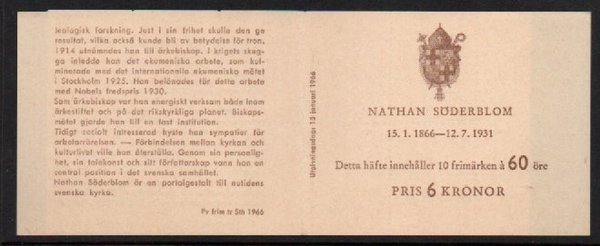 teologisk forskning. Just i sin frihet skulle den ge
resultat, vilka också kunde bli av betydelse för tron.
1914 utnämndes han till ärkebiskop. I krigets skug-
ga inledde han det ekumeniska arbete, som kul-
minerade med det internationella ekumeniska mötet
i Stockholm 1925. Han belönades för detta arbete
med Nobels fredspris 1930.
Som ärkebiskop var han energiskt verksam både inom
ärkestiftet och på det rikskyrkliga planet. Biskops-
mötet gjorde han till en fast institution.
Tidigt socialt intresserad hyste han sympatier för
arbetarrörelsen. — Förbindelsen mellan kyrkan och
kulturlivet ville han återställa. Genom sin personlig-
het, sin talekonst och sitt författarskap vann han en
central position i det svenska samhället.
Nathan Söderblom är en portalgestalt till nutidens
svenska kyrka.
Pv frim tr Sth 1966
Utgivningsdag: 15 januari 1966
NATHAN SÖDERBLOM
15. 1. 1866—12. 7. 1931
Detta häfte innehåller 10 frimärken à 60 öre
PRIS 6 KRONOR